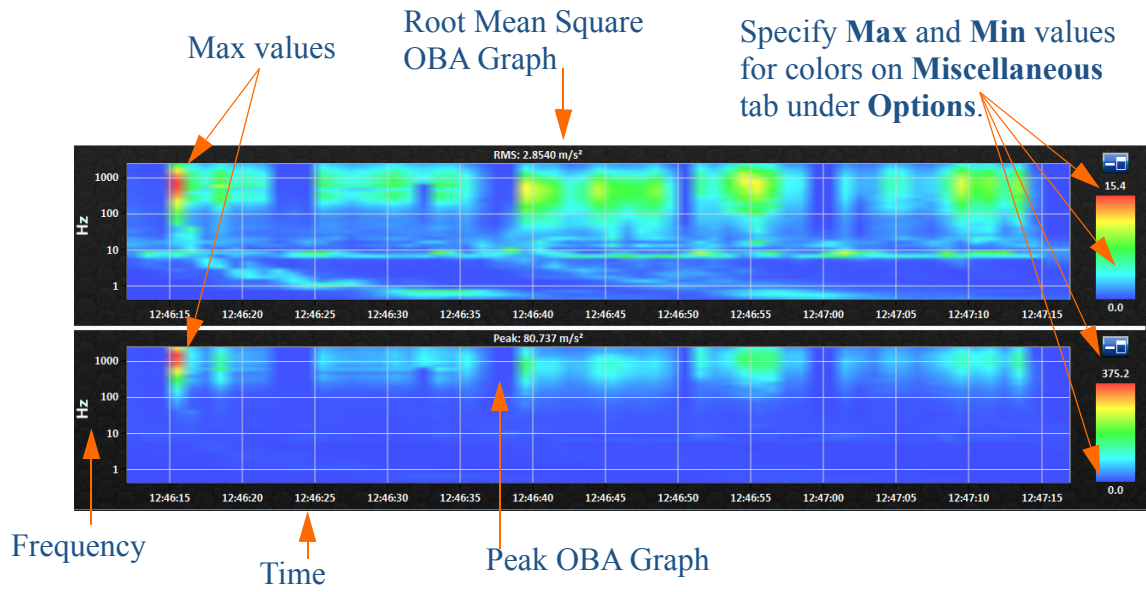 Max values
Root Mean Square
OBA Graph
Specify Max and Min values
for colors on Miscellaneous
tab under Options.
RMS: 2.8540 m/s²
Hz
1000
100
10
1
12:46:15 12:46:20 12:46:25 12:46:30 12:46:35 12:46:40 12:46:45 12:46:50 12:46:55 12:47:00 12:47:05 12:47:10 12:47:15
15.4
0.0
Peak: 80.737 m/s²
Hz
1000
100
10
1
12:46:15 12:46:20 12:46:25 12:46:30 12:46:35 12:46:40 12:46:45 12:46:50 12:46:55 12:47:00 12:47:05 12:47:10 12:47:15
375.2
0.0
Frequency
Time
Peak OBA Graph